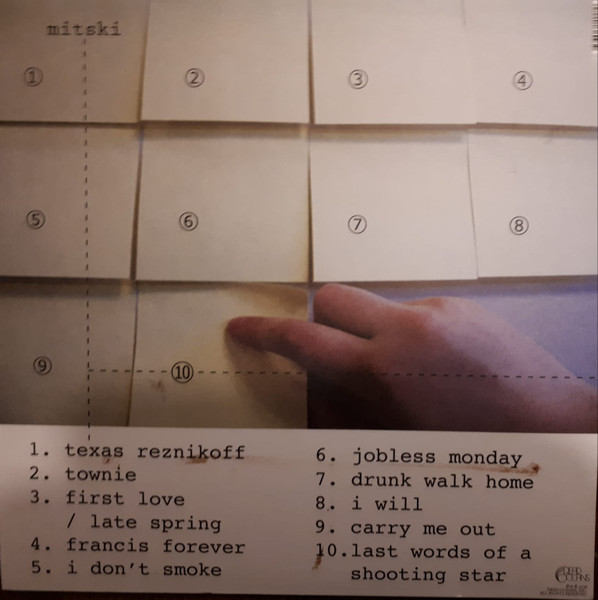 mitski
① ② ③ ④
⑤ ⑥ ⑦ ⑧
⑨ ⑩
1. texas reznikoff
2. townie
3. first love
/ late spring
4. francis forever
5. i don't smoke
6. jobless monday
7. drunk walk home
8. i will
9. carry me out
10.last words of a
shooting star
DEAD
OCEANS